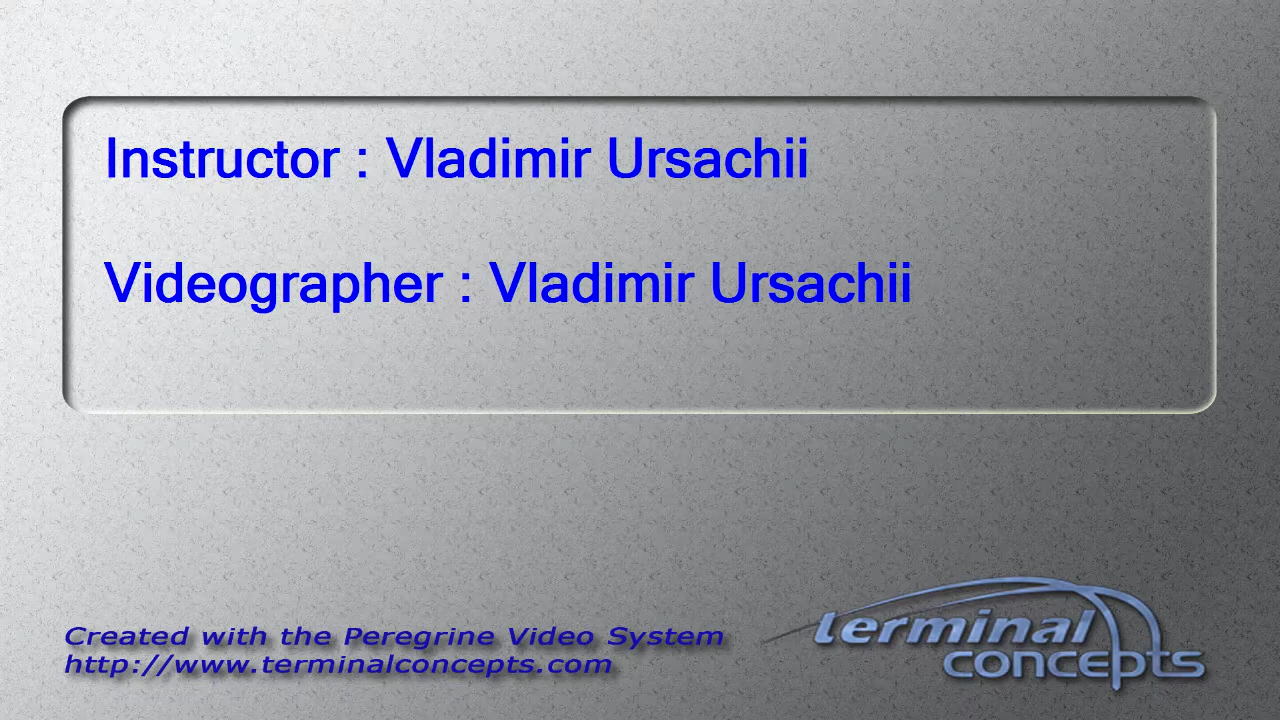 Instructor : Vladimir Ursachii
Videographer : Vladimir Ursachii
Created with the Peregrine Video System
http://www.terminalconcepts.com
terminal
concepts